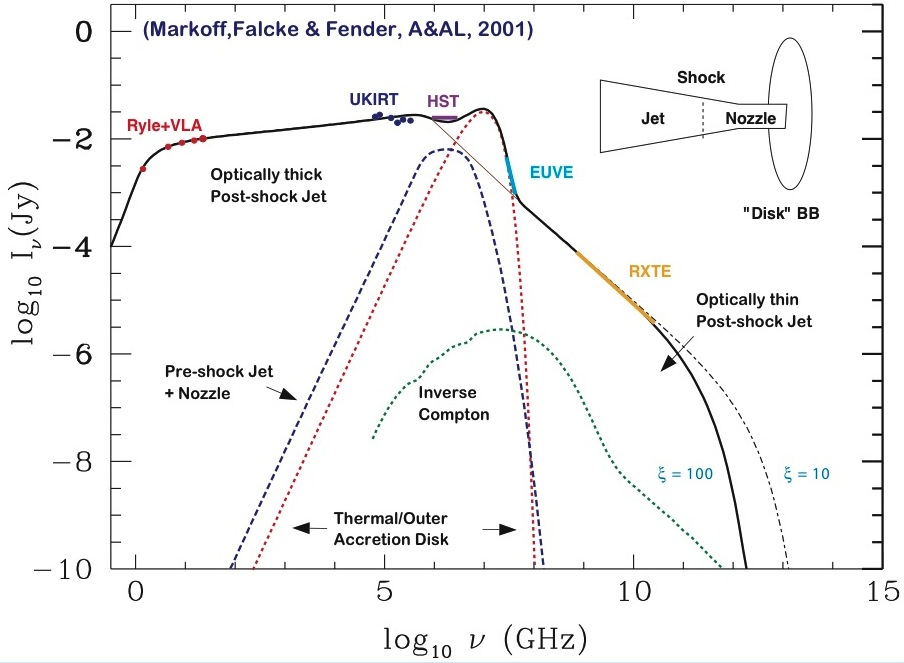 (Markoff,Falcke & Fender, A&AL, 2001)
0
−2
−4
−6
−8
−10
log10 Iν(Jy)
Ryle+VLA
UKIRT
HST
Optically thick
Post-shock Jet
EUVE
Shock
Jet
Nozzle
"Disk" BB
RXTE
Optically thin
Post-shock Jet
Pre-shock Jet
+ Nozzle
Inverse
Compton
ξ = 100
ξ = 10
Thermal/Outer
Accretion Disk
0
5
10
15
log10 ν (GHz)